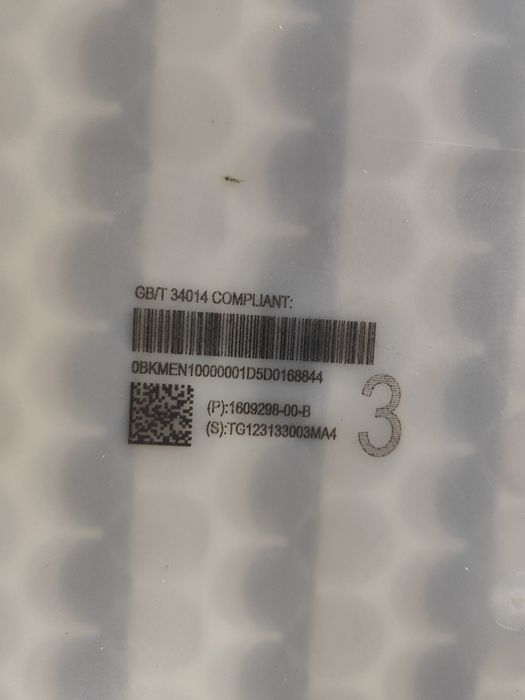 GB/T 34014 COMPLIANT:
0BKMEN10000001D5D0168844
(P):1609298-00-B
(S):TG123133003MA4
3